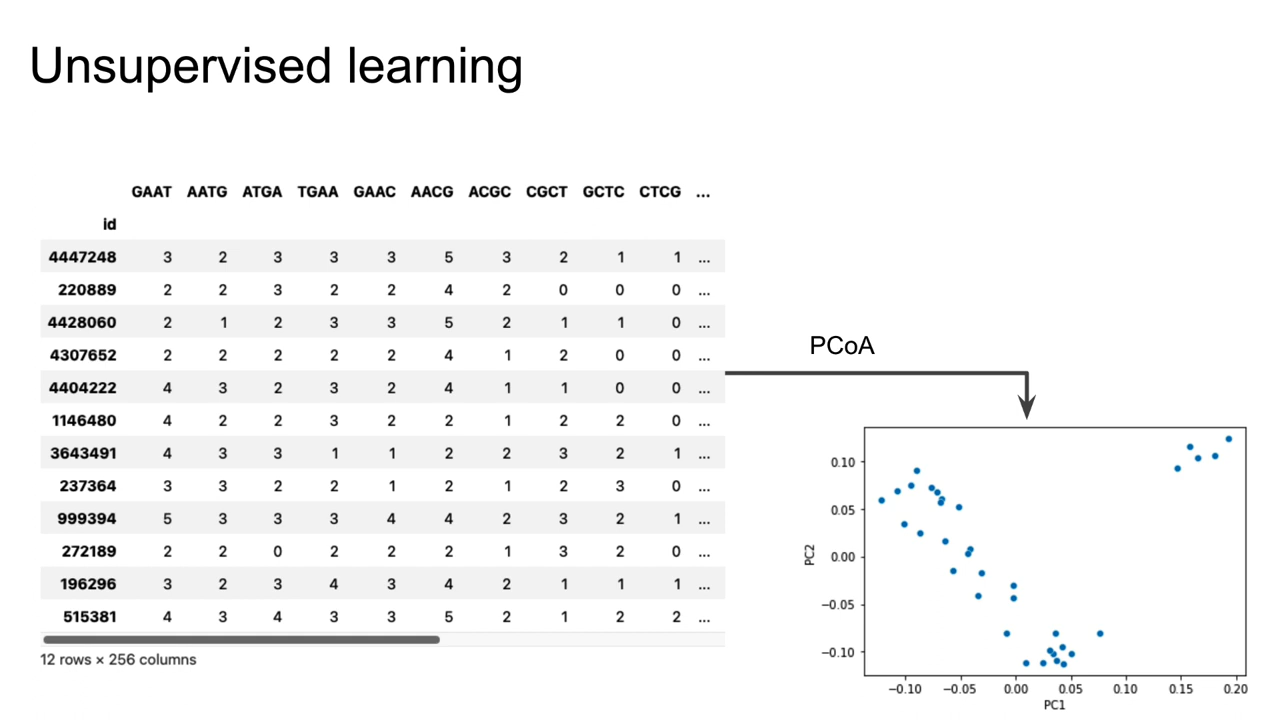 Unsupervised learning
GAAT AATG ATGA TGAA GAAC AACG ACGC CGCT GCTC CTCG ...
id
4447248 3 2 3 3 3 5 3 2 1 1 ...
220889 2 2 3 2 2 4 2 0 0 0 ...
4428060 2 1 2 3 3 5 2 1 1 0 ...
4307652 2 2 2 2 2 4 1 2 0 0 ...
4404222 4 3 2 3 2 4 1 1 0 0 ...
1146480 4 2 2 3 2 2 1 2 2 0 ...
3643491 4 3 3 1 1 2 2 3 2 1 ...
237364 3 3 2 2 1 2 1 2 3 0 ...
999394 5 3 3 3 4 4 2 3 2 1 ...
272189 2 2 0 2 2 2 1 3 2 0 ...
196296 3 2 3 4 3 4 2 1 1 1 ...
515381 4 3 4 3 3 5 2 1 2 2 ...
12 rows × 256 columns
PCoA
0.10
0.05
0.00
−0.05
−0.10
PC2
−0.10 −0.05 0.00 0.05 0.10 0.15 0.20
PC1